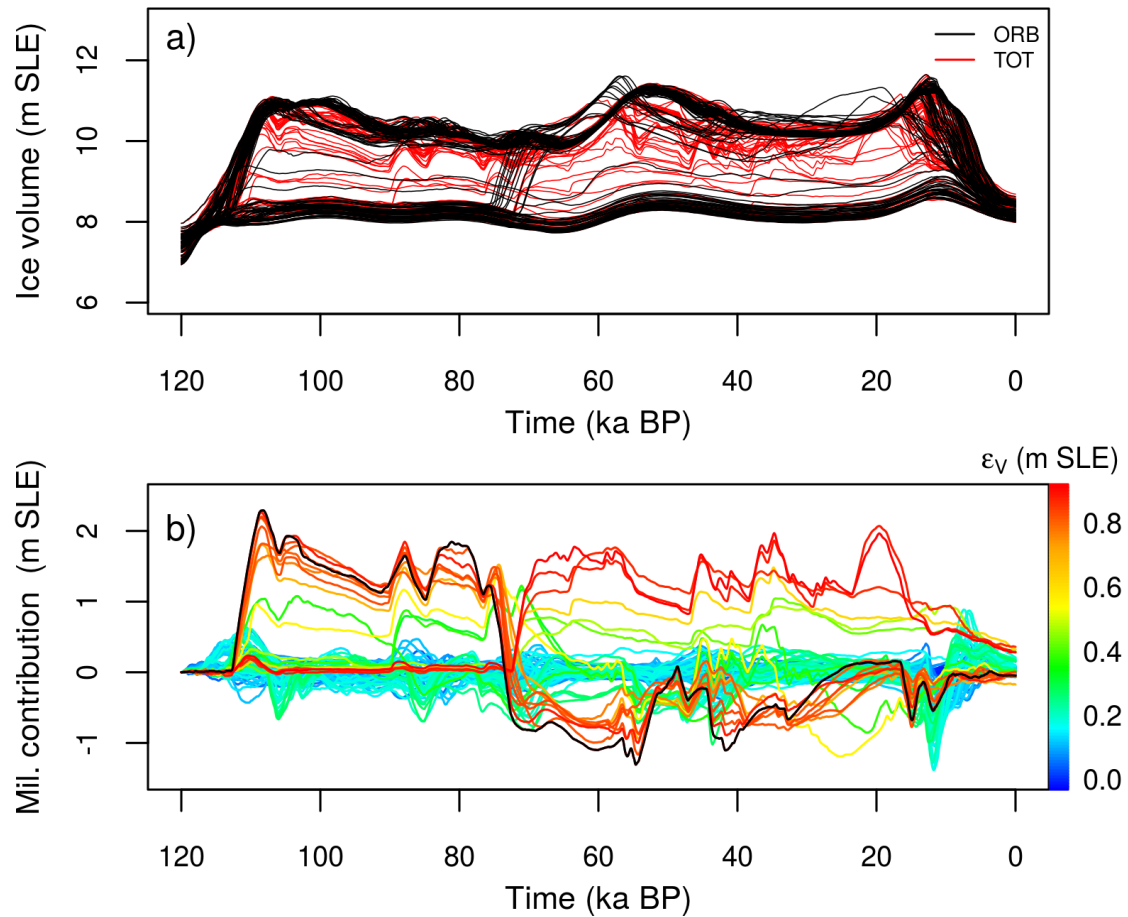 a)
ORB
TOT
Ice volume (m SLE)
12
10
8
6
120 100 80 60 40 20 0
Time (ka BP)
εV (m SLE)
b)
Mil. contribution (m SLE)
2
1
0
-1
0.8
0.6
0.4
0.2
0.0
120 100 80 60 40 20 0
Time (ka BP)